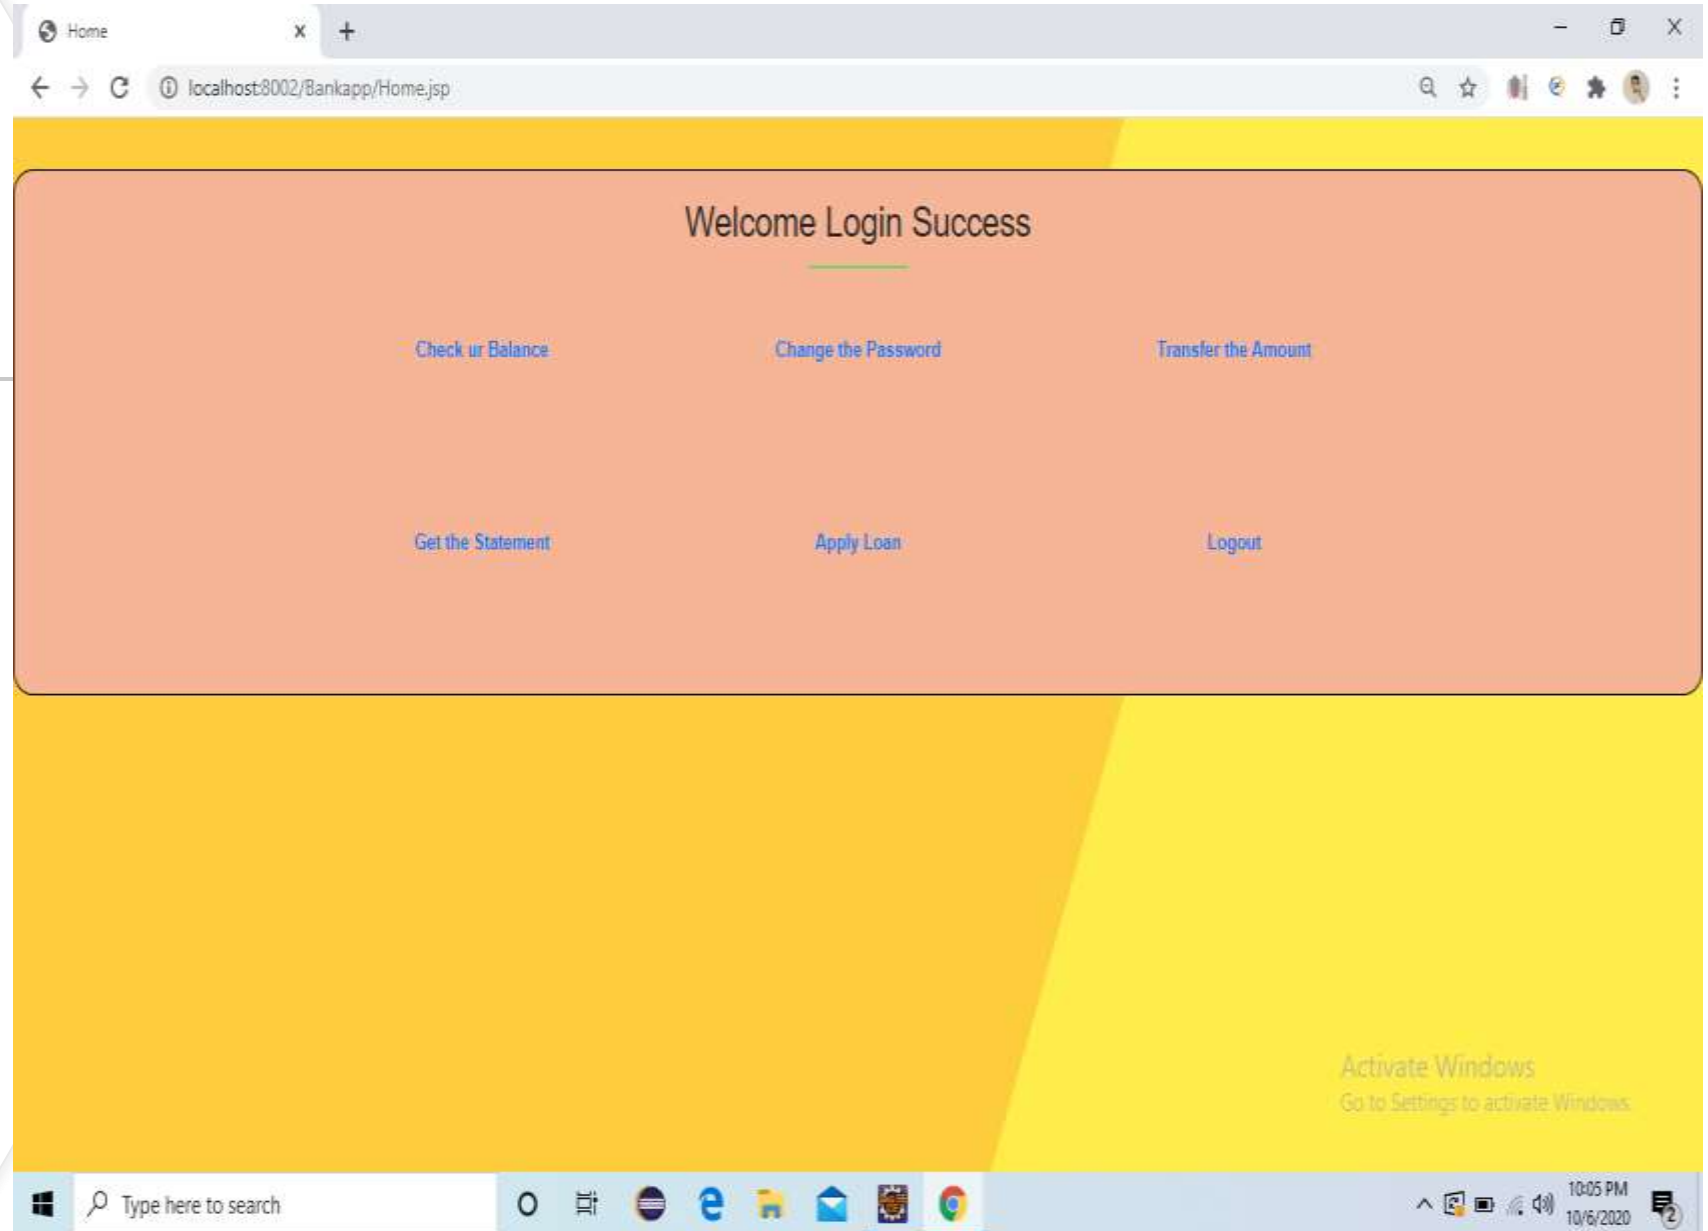 Home
localhost:8002/Bankapp/Home.jsp
Welcome Login Success
Check ur Balance
Change the Password
Transfer the Amount
Get the Statement
Apply Loan
Logout
Activate Windows
Go to Settings to activate Windows.
Type here to search
10:05 PM
10/6/2020
2